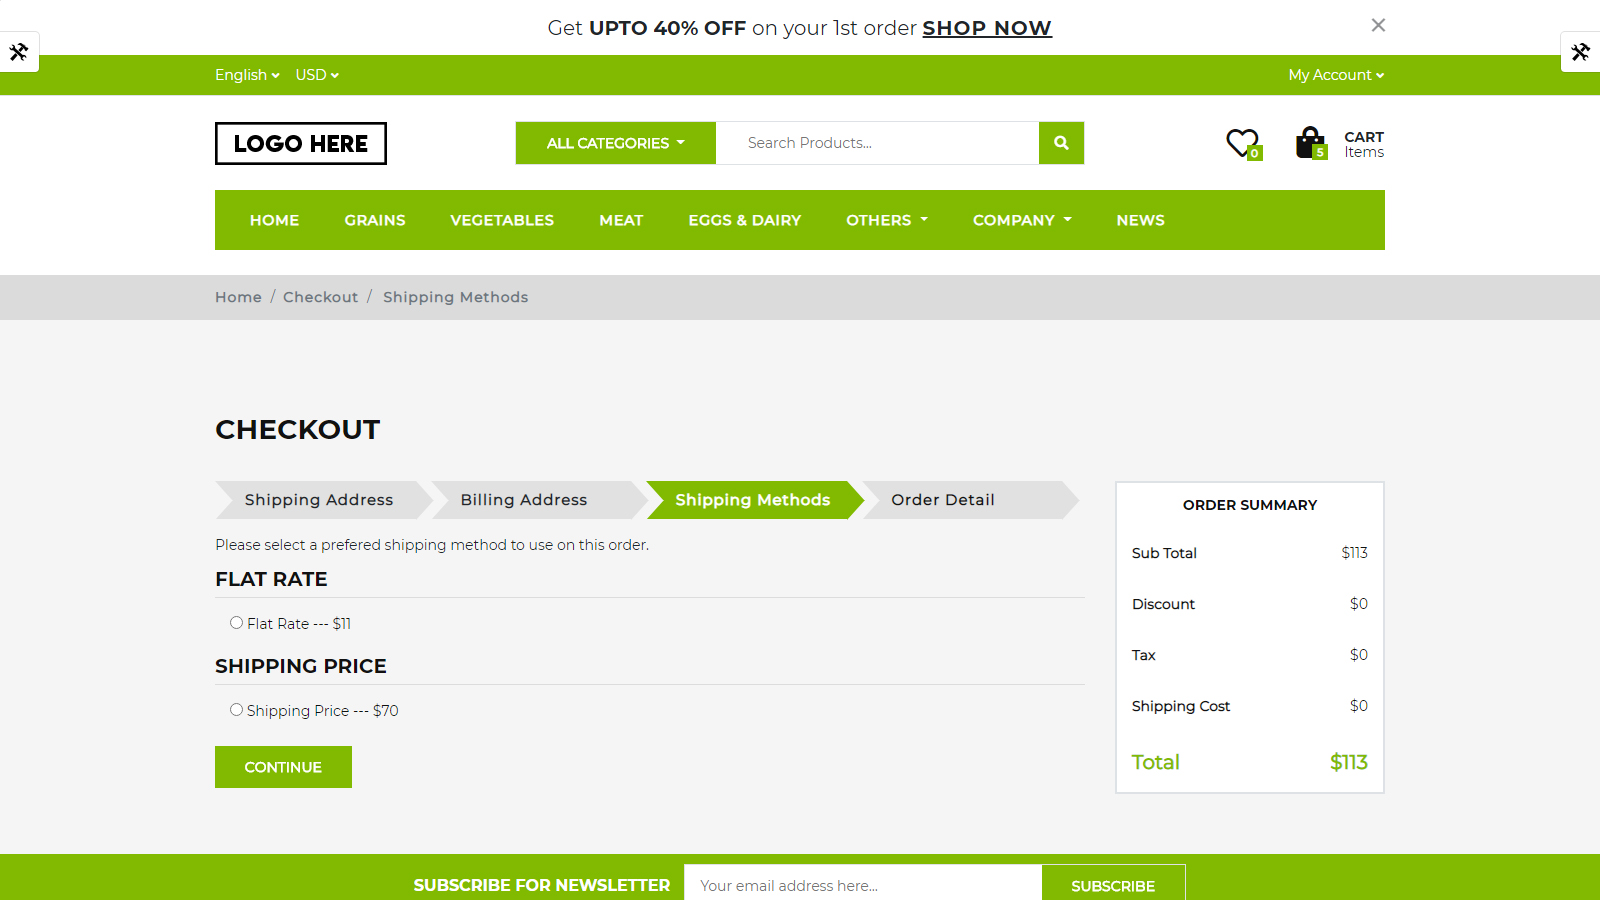 Get UPTO 40% OFF on your 1st order SHOP NOW
English USD My Account
LOGO HERE
ALL CATEGORIES
Search Products...
0
5
CART
Items
HOME GRAINS VEGETABLES MEAT EGGS & DAIRY OTHERS COMPANY NEWS
Home / Checkout / Shipping Methods
CHECKOUT
Shipping Address Billing Address Shipping Methods Order Detail
Please select a prefered shipping method to use on this order.
FLAT RATE
Flat Rate --- $11
SHIPPING PRICE
Shipping Price --- $70
CONTINUE
ORDER SUMMARY
Sub Total $113
Discount $0
Tax $0
Shipping Cost $0
Total $113
SUBSCRIBE FOR NEWSLETTER Your email address here... SUBSCRIBE